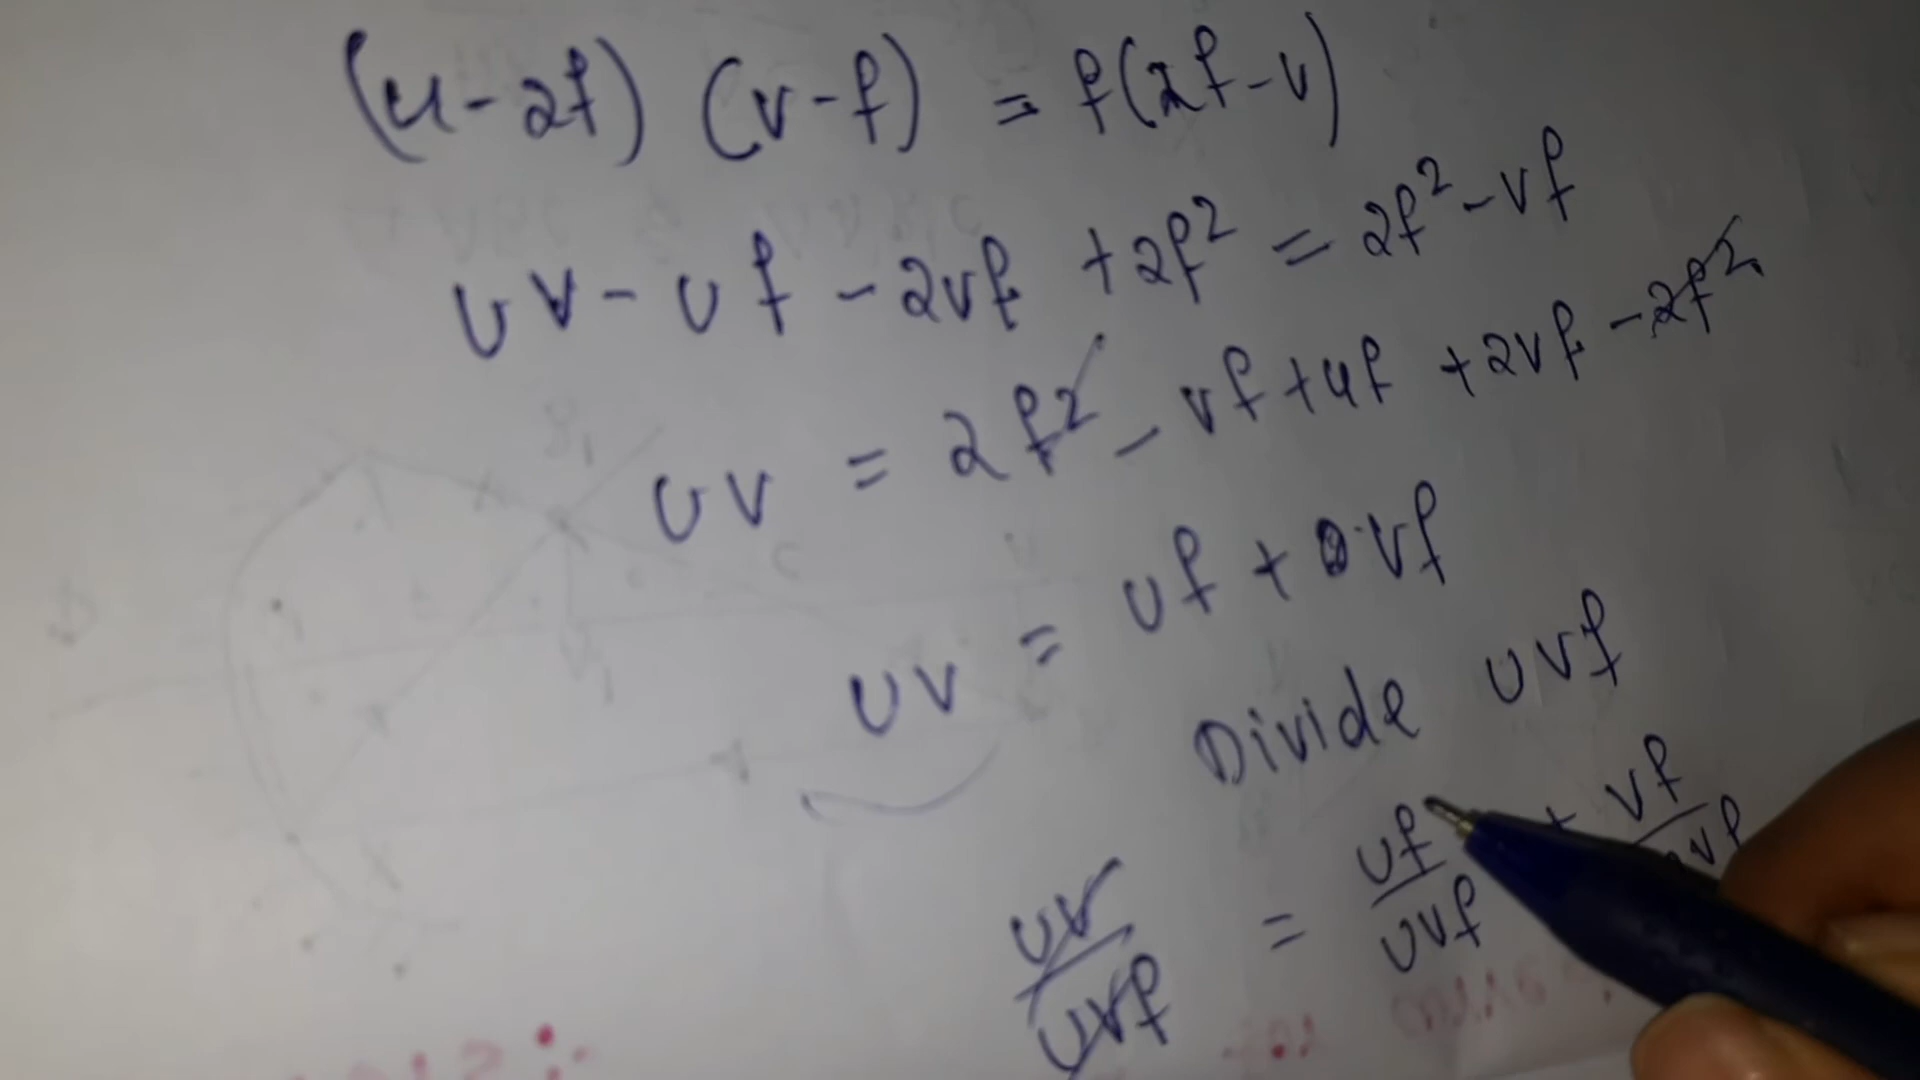 (u-2f) (v-f) = f(2f-v)
uv - uf - 2vf + 2f² = 2f² - vf
uv = 2f² - vf + uf + 2vf - 2f²
uv = uf + vf
Divide uvf
uv/uvf = uf/uvf + vf/uvf